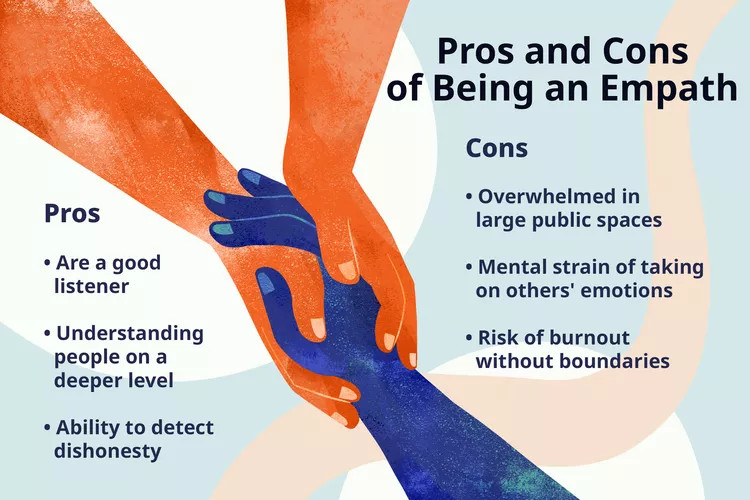 Pros and Cons
of Being an Empath
Pros
• Are a good
listener
• Understanding
people on a
deeper level
• Ability to detect
dishonesty
Cons
• Overwhelmed in
large public spaces
• Mental strain of taking
on others' emotions
• Risk of burnout
without boundaries